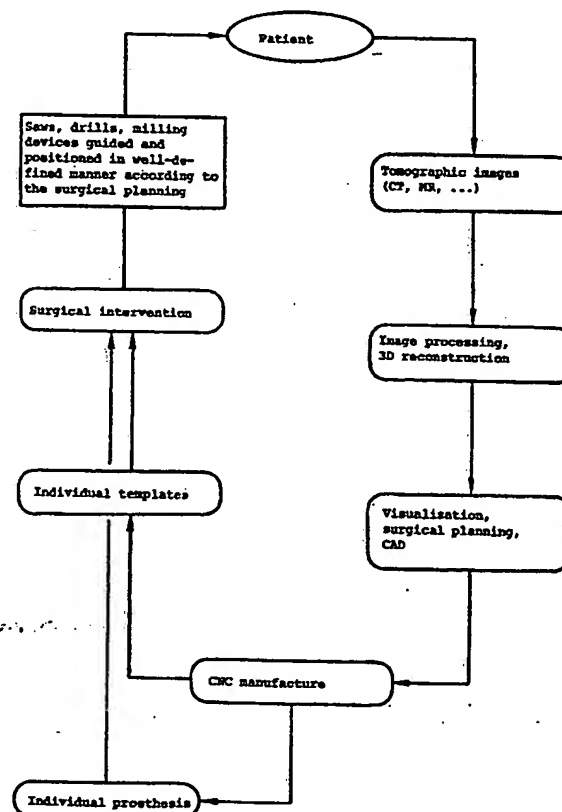 Patient
Saws, drills, milling
devices guided and
positioned in well-de-
fined manner according to
the surgical planning
Tomographic images
(CT, MR, ...)
Surgical intervention
Image processing,
3D reconstruction
Individual templates
Visualisation,
surgical planning,
CAD
CNC manufacture
Individual prosthesis